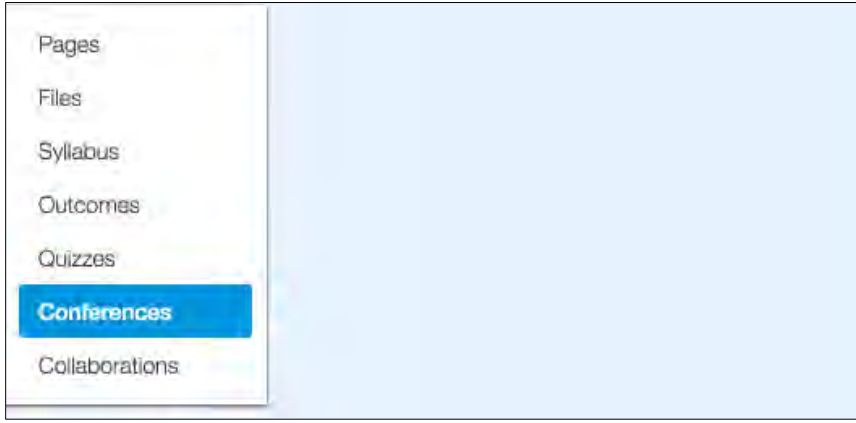 Pages
Files
Syllabus
Outcomes
Quizzes
Conferences
Collaborations